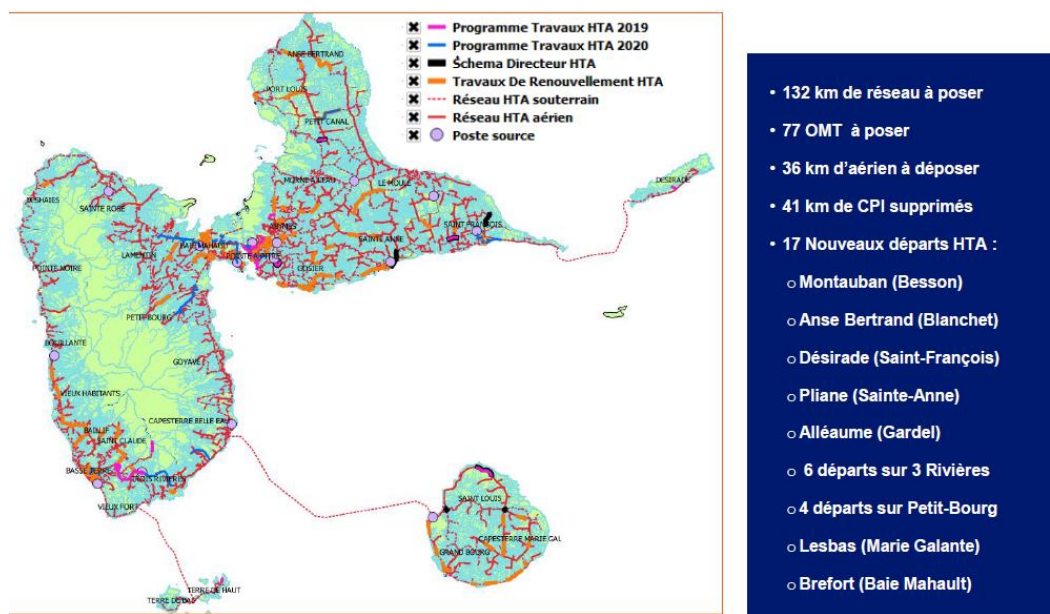 Programme Travaux HTA 2019
Programme Travaux HTA 2020
Schema Directeur HTA
Travaux De Renouvellement HTA
Réseau HTA souterrain
Réseau HTA aérien
Poste source
ANSE BERTRAND
PORT LOUIS
PETIT CANAL
MORNE A L'EAU
LE MOULE
DESIRADE
DESHAIES
SAINTE ROSE
ABYMES
SAINT FRANÇOIS
SAINTE ANNE
BAIE MAHAULT
LAMENTIN
POINTE A PITRE
GOSIER
POINTE NOIRE
PETIT BOURG
BOUILLANTE
GOYAVE
VIEUX HABITANTS
CAPESTERRE BELLE EAU
BAILLIF
SAINT CLAUDE
BASSE TERRE
TROIS RIVIERES
VIEUX FORT
SAINT LOUIS
CAPESTERRE MARIE GAL
GRAND BOURG
TERRE DE HAUT
TERRE DE BAS
• 132 km de réseau à poser
• 77 OMT à poser
• 36 km d'aérien à déposer
• 41 km de CPI supprimés
• 17 Nouveaux départs HTA :
o Montauban (Besson)
o Anse Bertrand (Blanchet)
o Désirade (Saint-François)
o Pliane (Sainte-Anne)
o Alléaume (Gardel)
o 6 départs sur 3 Rivières
o 4 départs sur Petit-Bourg
o Lesbas (Marie Galante)
o Brefort (Baie Mahault)